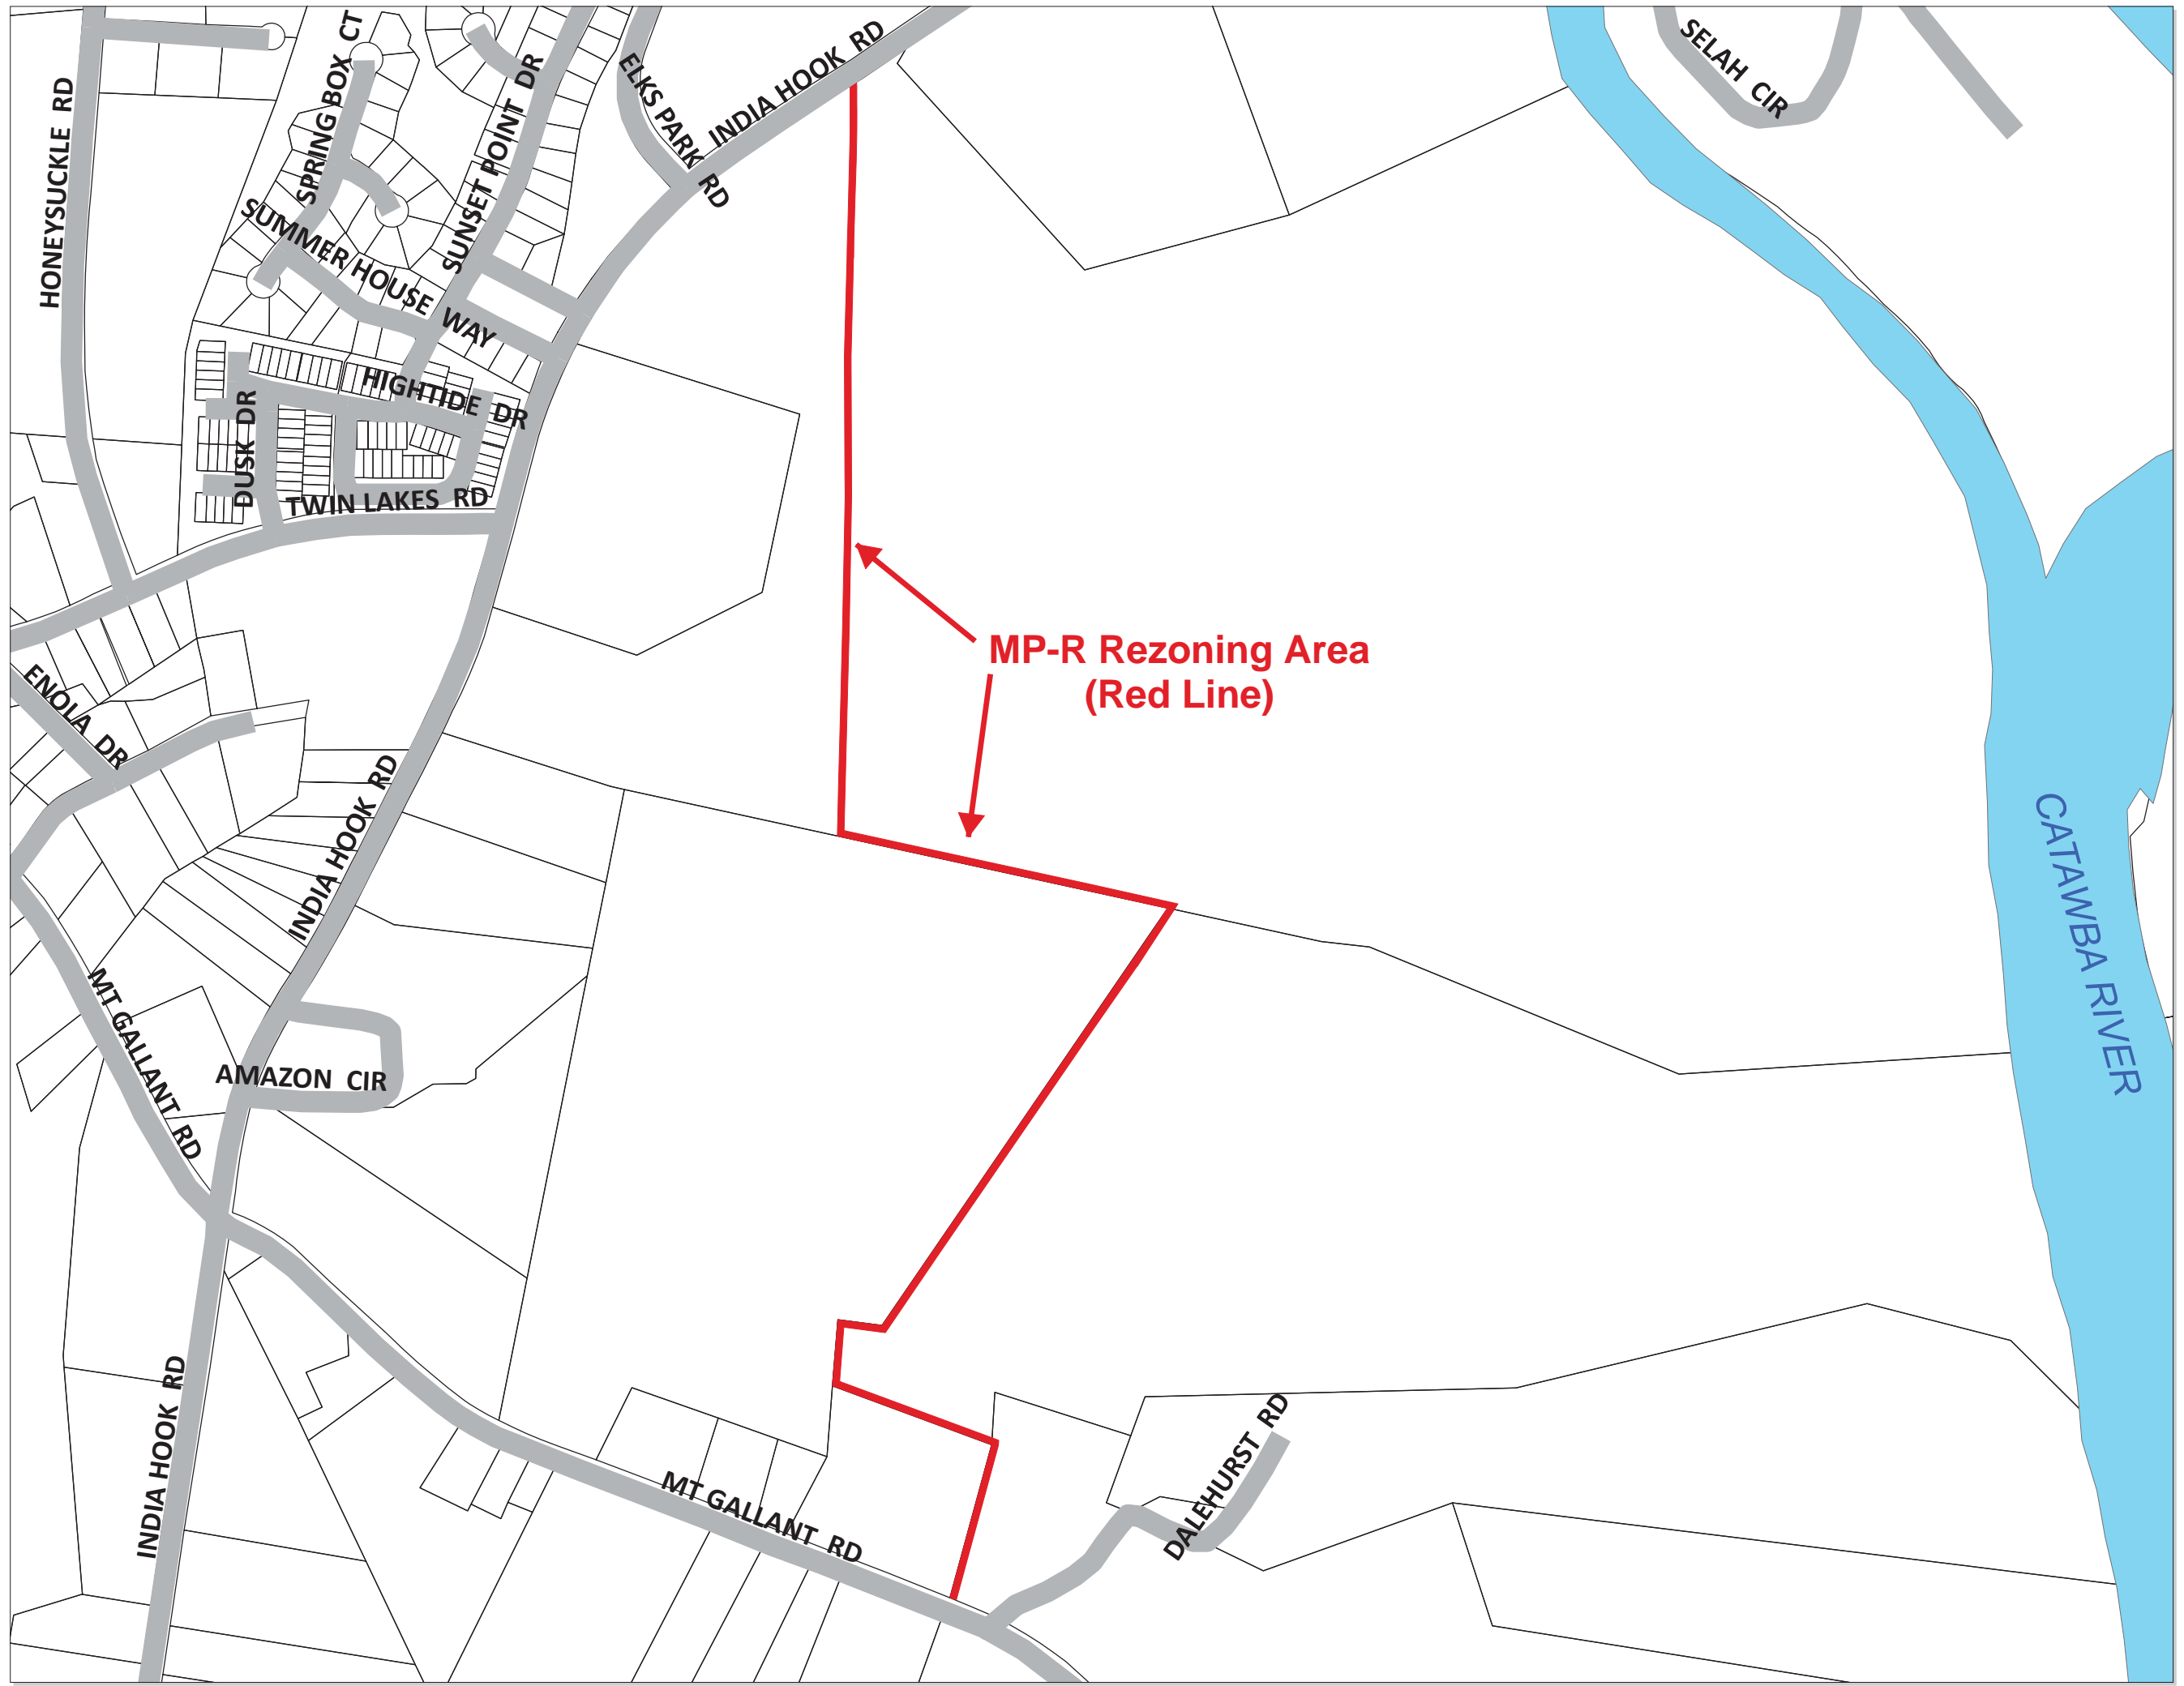 HONEYSUCKLE RD
SPRING BOX CT
SUNSET POINT DR
ELKS PARK RD
INDIA HOOK RD
SELAH CIR
SUMMER HOUSE WAY
HIGHTIDE DR
DUSK DR
TWIN LAKES RD
MP-R Rezoning Area
(Red Line)
ENOLA DR
INDIA HOOK RD
CATAWBA RIVER
MT GALLANT RD
AMAZON CIR
INDIA HOOK RD
MT GALLANT RD
DALEHURST RD